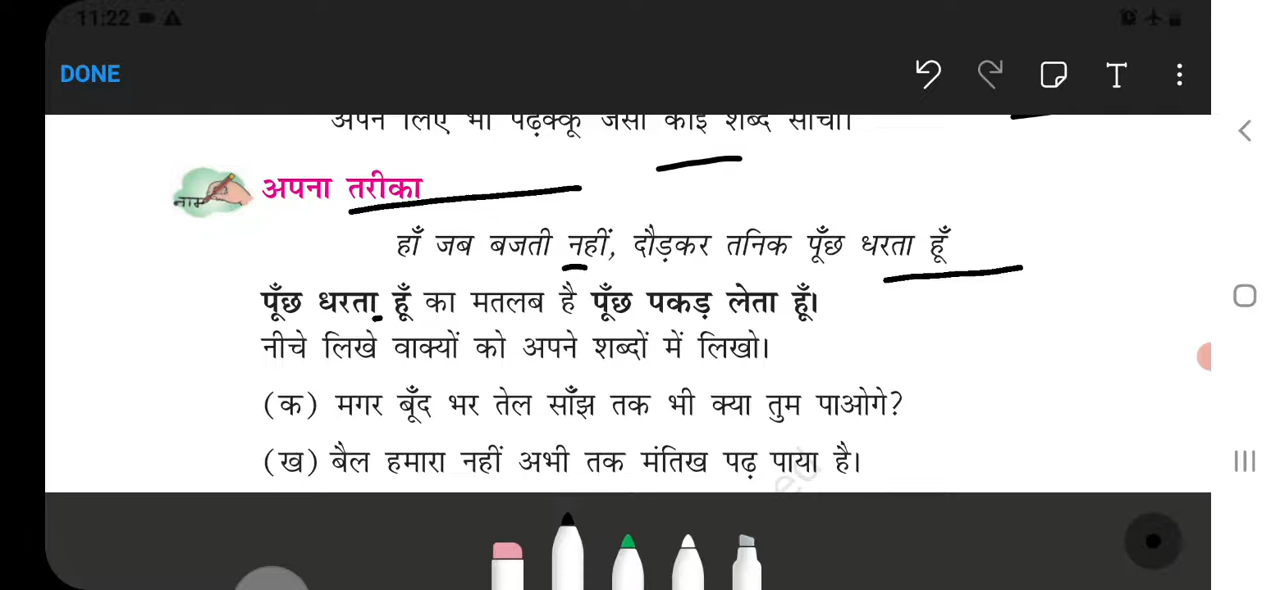 11:22
DONE
T
अपने लिए भी पढ़क्कू जैसा कोई शब्द सोचो।
नाम
अपना तरीका
हाँ जब बजती नहीं, दौड़कर तनिक पूँछ धरता हूँ
पूँछ धरता हूँ का मतलब है पूँछ पकड़ लेता हूँ।
नीचे लिखे वाक्यों को अपने शब्दों में लिखो।
(क) मगर बूँद भर तेल साँझ तक भी क्या तुम पाओगे?
(ख) बैल हमारा नहीं अभी तक मंतिख पढ़ पाया है।